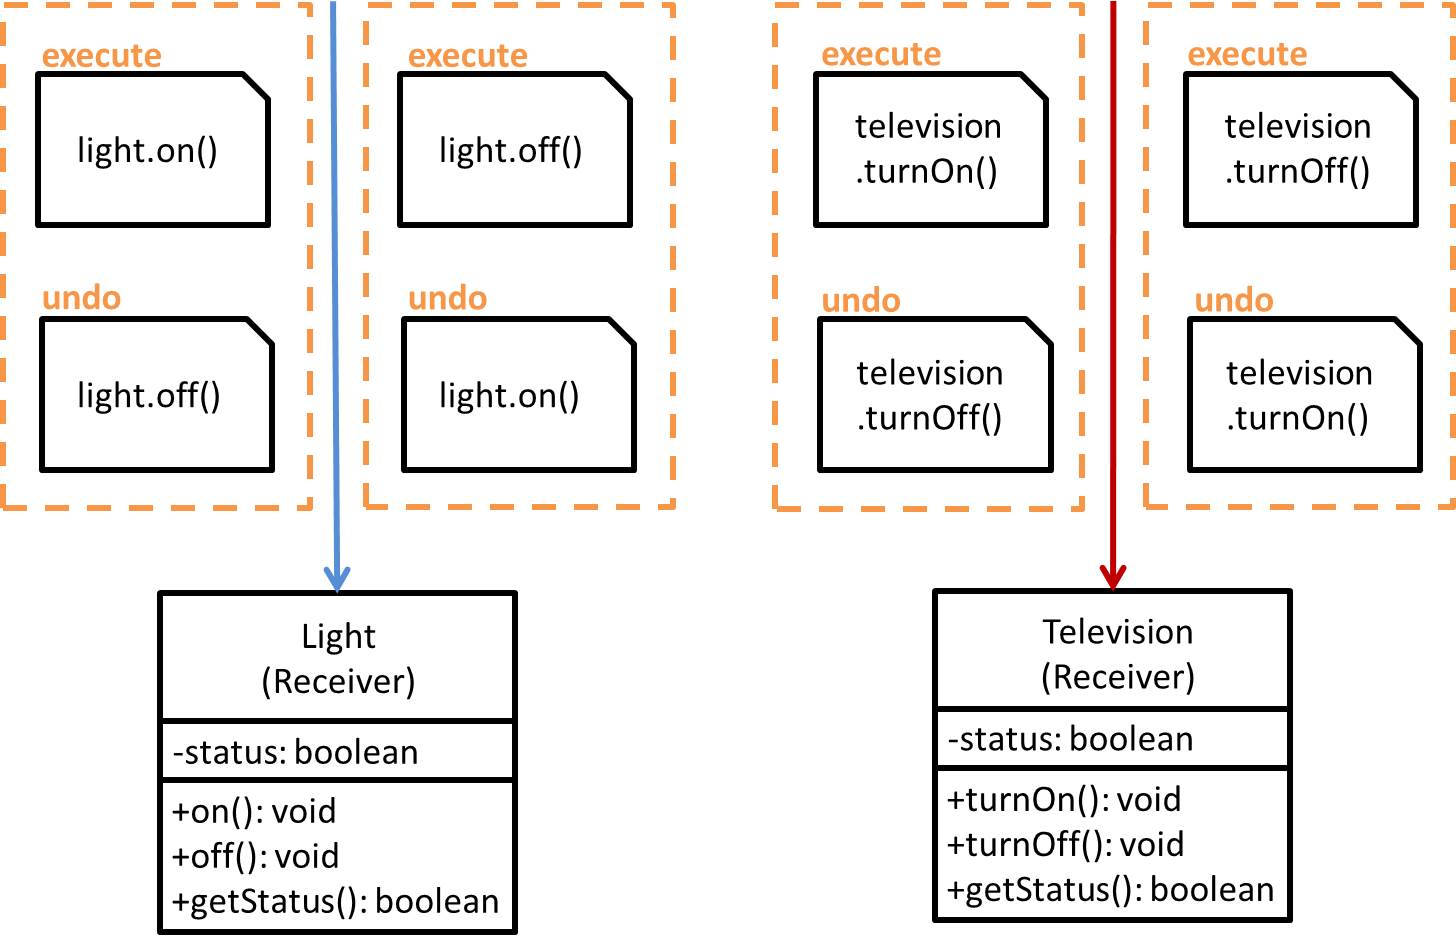 execute
light.on()
undo
light.off()
execute
light.off()
undo
light.on()
execute
television
.turnOn()
undo
television
.turnOff()
execute
television
.turnOff()
undo
television
.turnOn()
Light
(Receiver)
-status: boolean
+on(): void
+off(): void
+getStatus(): boolean
Television
(Receiver)
-status: boolean
+turnOn(): void
+turnOff(): void
+getStatus(): boolean